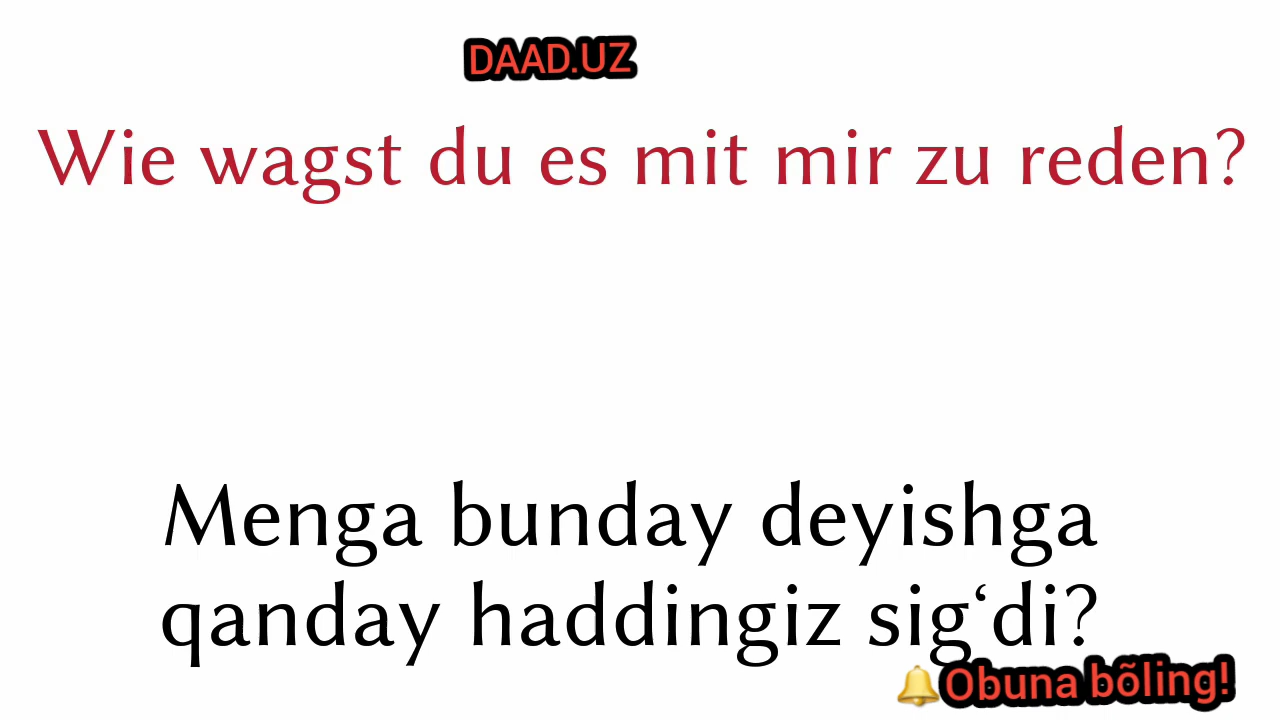 DAAD.UZ
Wie wagst du es mit mir zu reden?
Menga bunday deyishga
qanday haddingiz sig‘di?
🔔Obuna bõling!